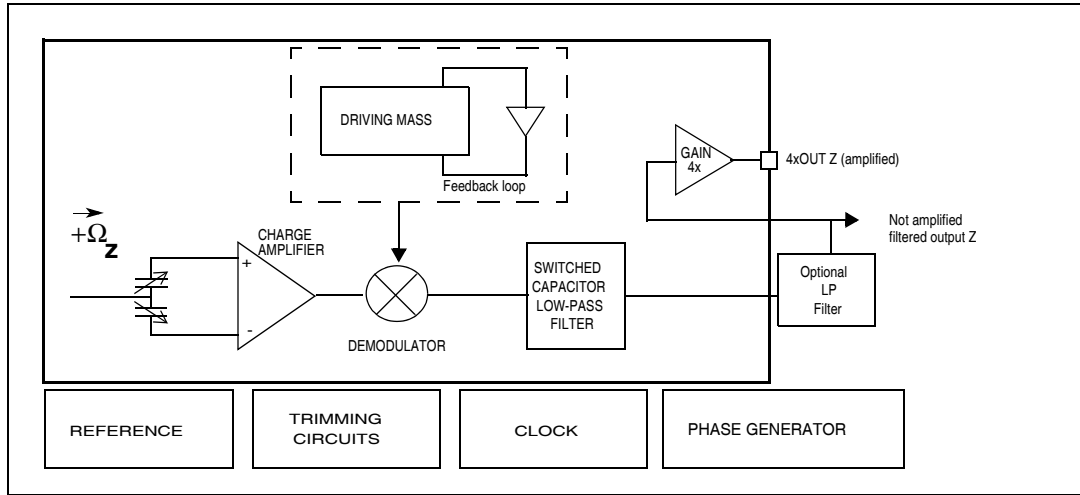 DRIVING MASS
Feedback loop
GAIN
4x
4xOUT Z (amplified)
Not amplified
filtered output Z
+Ω
z
CHARGE
AMPLIFIER
+
-
DEMODULATOR
SWITCHED
CAPACITOR
LOW-PASS
FILTER
Optional
LP
Filter
REFERENCE
TRIMMING
CIRCUITS
CLOCK
PHASE GENERATOR